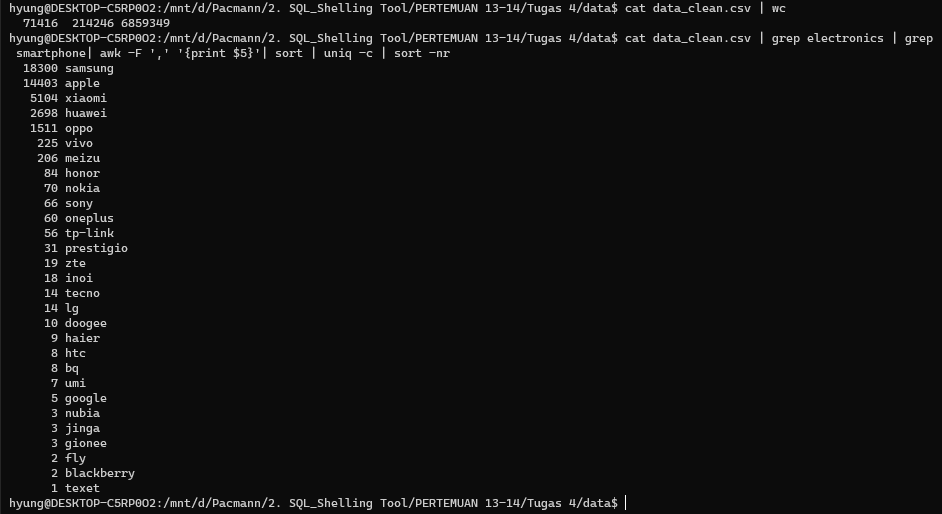 hyung@DESKTOP-C5RP0O2:/mnt/d/Pacmann/2. SQL_Shelling Tool/PERTEMUAN 13-14/Tugas 4/data$ cat data_clean.csv | wc
71416 214246 6859349
hyung@DESKTOP-C5RP0O2:/mnt/d/Pacmann/2. SQL_Shelling Tool/PERTEMUAN 13-14/Tugas 4/data$ cat data_clean.csv | grep electronics | grep
smartphone| awk -F ',' '{print $5}'| sort | uniq -c | sort -nr
18300 samsung
14403 apple
5104 xiaomi
2698 huawei
1511 oppo
225 vivo
206 meizu
84 honor
70 nokia
66 sony
60 oneplus
56 tp-link
31 prestigio
19 zte
18 inoi
14 tecno
14 lg
10 doogee
9 haier
8 htc
8 bq
7 umi
5 google
3 nubia
3 jinga
3 gionee
2 fly
2 blackberry
1 texet
hyung@DESKTOP-C5RP0O2:/mnt/d/Pacmann/2. SQL_Shelling Tool/PERTEMUAN 13-14/Tugas 4/data$